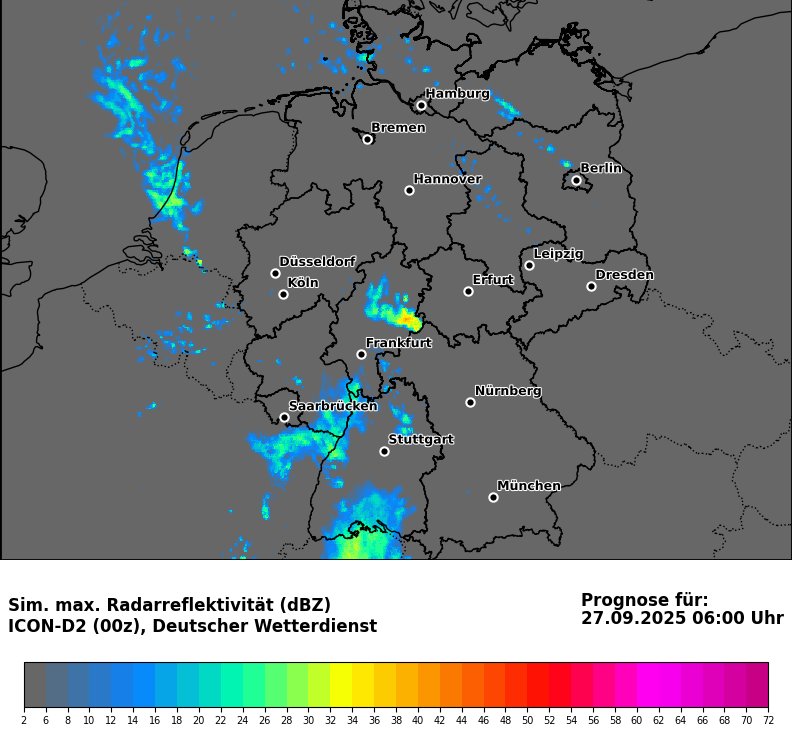 Hamburg
Bremen
Berlin
Hannover
Leipzig
Düsseldorf
Dresden
Köln
Erfurt
Frankfurt
Nürnberg
Saarbrücken
Stuttgart
München
Sim. max. Radarreflektivität (dBZ)
ICON-D2 (00z), Deutscher Wetterdienst
Prognose für:
27.09.2025 06:00 Uhr
2 6 8 10 12 14 16 18 20 22 24 26 28 30 32 34 36 38 40 42 44 46 48 50 52 54 56 58 60 62 64 66 68 70 72